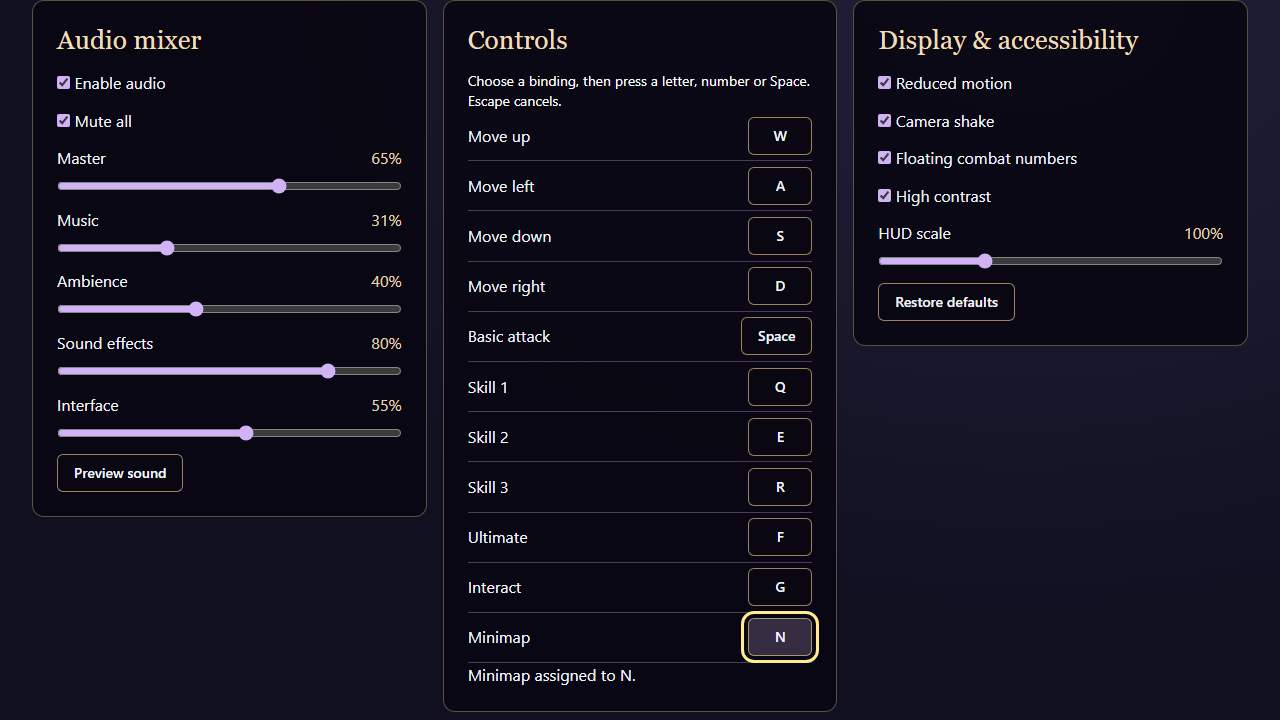 Audio mixer
Enable audio
Mute all
Master 65%
Music 31%
Ambience 40%
Sound effects 80%
Interface 55%
Preview sound
Controls
Choose a binding, then press a letter, number or Space.
Escape cancels.
Move up W
Move left A
Move down S
Move right D
Basic attack Space
Skill 1 Q
Skill 2 E
Skill 3 R
Ultimate F
Interact G
Minimap N
Minimap assigned to N.
Display & accessibility
Reduced motion
Camera shake
Floating combat numbers
High contrast
HUD scale 100%
Restore defaults